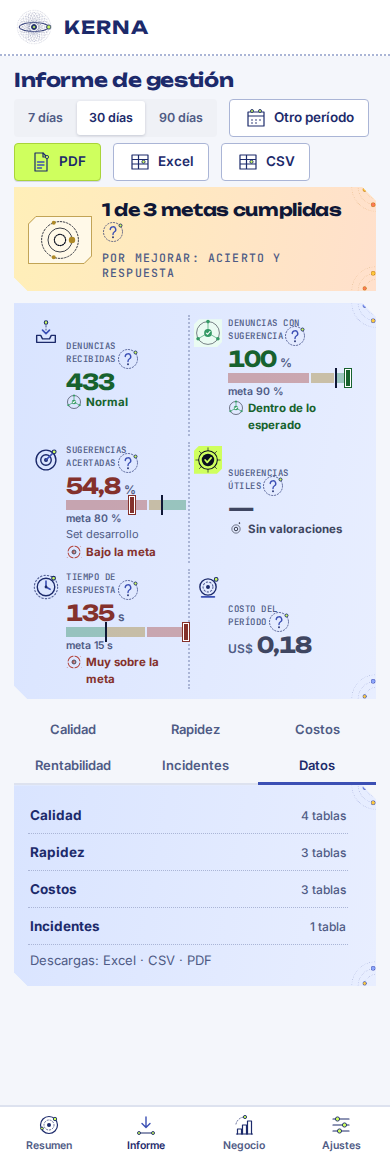 KERNA
Informe de gestión
7 días
30 días
90 días
Otro período
PDF
Excel
CSV
1 de 3 metas cumplidas
?
POR MEJORAR: ACIERTO Y
RESPUESTA
DENUNCIAS
RECIBIDAS ?
433
Normal
DENUNCIAS CON
SUGERENCIA ?
100 %
meta 90 %
Dentro de lo
esperado
SUGERENCIAS
ACERTADAS ?
54,8 %
meta 80 %
Set desarrollo
Bajo la meta
SUGERENCIAS
ÚTILES ?
—
Sin valoraciones
TIEMPO DE
RESPUESTA ?
135 s
meta 15 s
Muy sobre la
meta
COSTO DEL
PERÍODO ?
US$ 0,18
Calidad
Rapidez
Costos
Rentabilidad
Incidentes
Datos
Calidad 4 tablas
Rapidez 3 tablas
Costos 3 tablas
Incidentes 1 tabla
Descargas: Excel · CSV · PDF
Resumen
Informe
Negocio
Ajustes